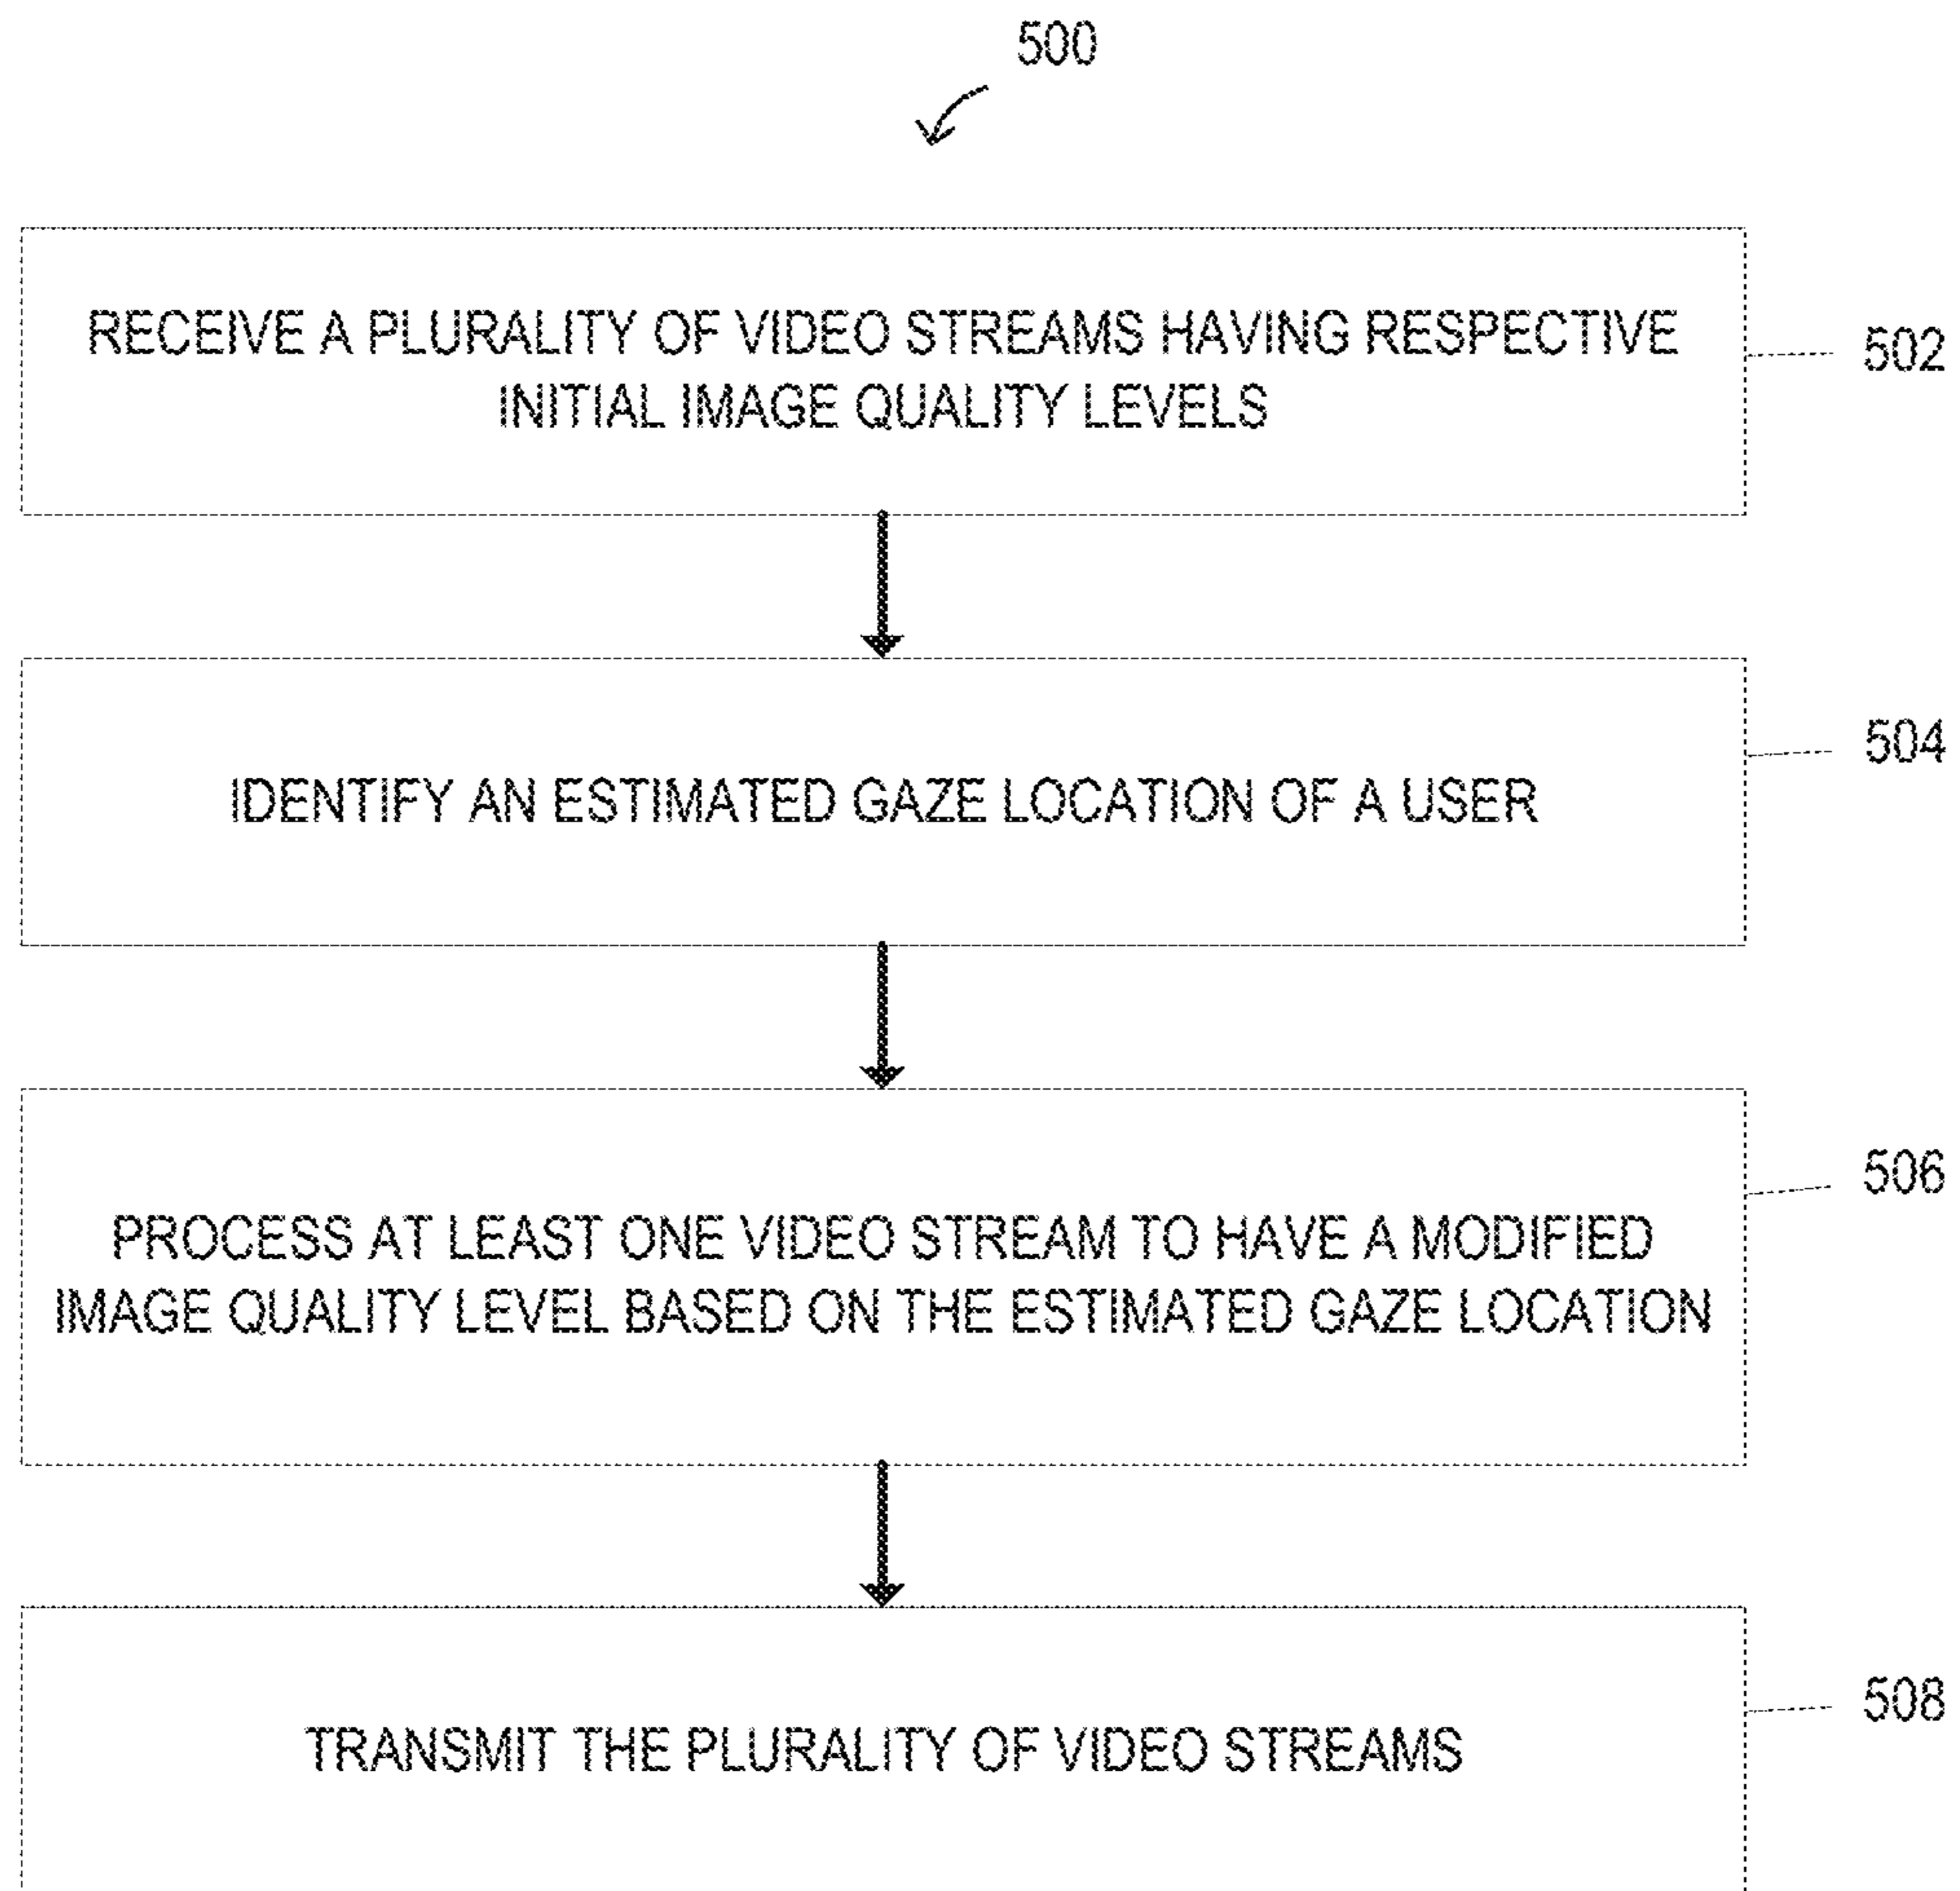 500
RECEIVE A PLURALITY OF VIDEO STREAMS HAVING RESPECTIVE
INITIAL IMAGE QUALITY LEVELS
502
IDENTIFY AN ESTIMATED GAZE LOCATION OF A USER
504
PROCESS AT LEAST ONE VIDEO STREAM TO HAVE A MODIFIED
IMAGE QUALITY LEVEL BASED ON THE ESTIMATED GAZE LOCATION
506
TRANSMIT THE PLURALITY OF VIDEO STREAMS
508